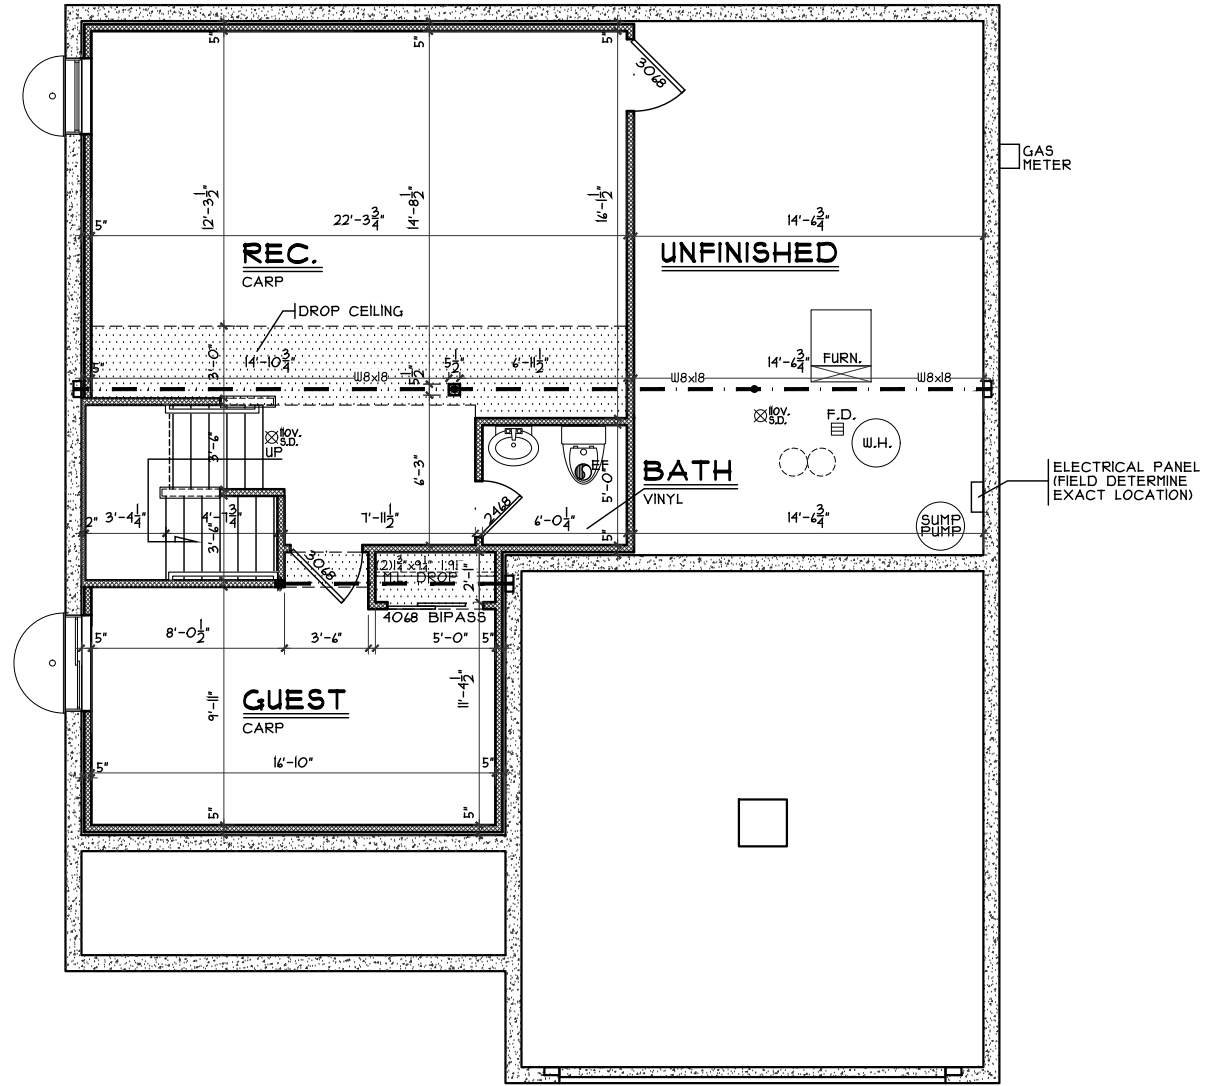 5" 5" 5"
3068
GAS
METER
12'-3 1/2" 14'-8 1/2" 16'-1 1/2"
5" 22'-3 3/4" 14'-6 3/4"
REC.
CARP
UNFINISHED
DROP CEILING
5" 3'-0" 14'-10 3/4" 5 1/2" 6'-11 1/2" 14'-6 3/4" FURN.
W8x18 5 1/2" W8x18 W8x18
HOV.
S.D.
UP
3'-6"
HOV.
S.D.
F.D.
W.H.
6'-3"
EF
5'-0"
BATH
VINYL
ELECTRICAL PANEL
(FIELD DETERMINE
EXACT LOCATION)
2468
2" 3'-4 1/4" 4'-7 3/4" 7'-11 1/2" 6'-0 1/4" 14'-6 3/4"
SUMP
PUMP
3'-6" 5"
3068
2'-1"
DROP
4068 BIPASS
5" 8'-0 1/2" 3'-6" 5'-0" 5"
9'-11" 11'-4 1/2"
GUEST
CARP
5" 16'-10" 5"
5" 5"